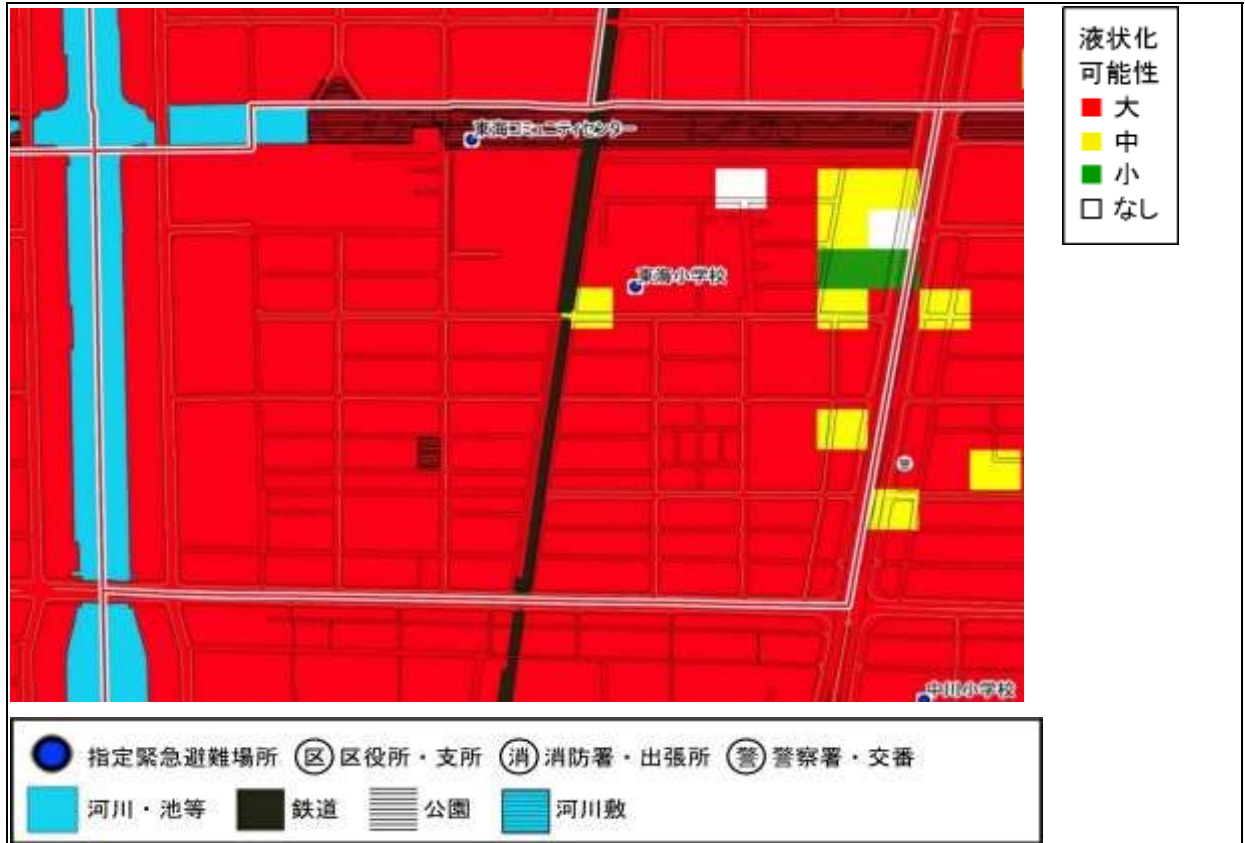 東海コミュニティセンター
東海小学校
警
中川小学校
液状化
可能性
大
中
小
なし
指定緊急避難場所 区 区役所・支所 消 消防署・出張所 警 警察署・交番
河川・池等 鉄道 公園 河川敷